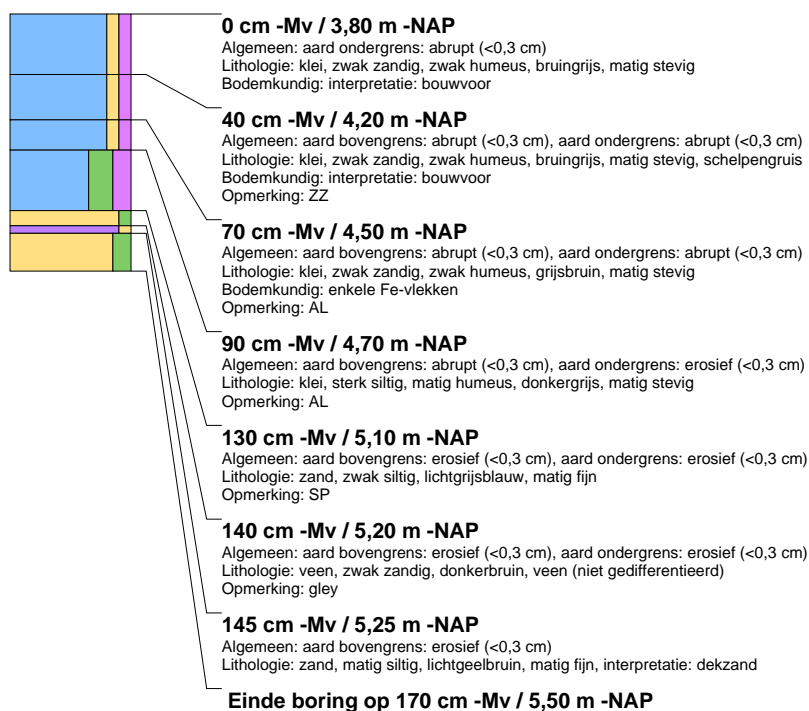 0 cm -Mv / 3,80 m -NAP
Algemeen: aard ondergrens: abrupt (<0,3 cm)
Lithologie: klei, zwak zandig, zwak humeus, bruingrijs, matig stevig
Bodemkundig: interpretatie: bouwvoor
40 cm -Mv / 4,20 m -NAP
Algemeen: aard bovengrens: abrupt (<0,3 cm), aard ondergrens: abrupt (<0,3 cm)
Lithologie: klei, zwak zandig, zwak humeus, bruingrijs, matig stevig, schelpengruis
Bodemkundig: interpretatie: bouwvoor
Opmerking: ZZ
70 cm -Mv / 4,50 m -NAP
Algemeen: aard bovengrens: abrupt (<0,3 cm), aard ondergrens: abrupt (<0,3 cm)
Lithologie: klei, zwak zandig, zwak humeus, grijsbruin, matig stevig
Bodemkundig: enkele Fe-vlekken
Opmerking: AL
90 cm -Mv / 4,70 m -NAP
Algemeen: aard bovengrens: abrupt (<0,3 cm), aard ondergrens: erosief (<0,3 cm)
Lithologie: klei, sterk siltig, matig humeus, donkergrijs, matig stevig
Opmerking: AL
130 cm -Mv / 5,10 m -NAP
Algemeen: aard bovengrens: erosief (<0,3 cm), aard ondergrens: erosief (<0,3 cm)
Lithologie: zand, zwak siltig, lichtgrijsblauw, matig fijn
Opmerking: SP
140 cm -Mv / 5,20 m -NAP
Algemeen: aard bovengrens: erosief (<0,3 cm), aard ondergrens: erosief (<0,3 cm)
Lithologie: veen, zwak zandig, donkerbruin, veen (niet gedifferentieerd)
Opmerking: gley
145 cm -Mv / 5,25 m -NAP
Algemeen: aard bovengrens: erosief (<0,3 cm)
Lithologie: zand, matig siltig, lichtgeelbruin, matig fijn, interpretatie: dekzand
Einde boring op 170 cm -Mv / 5,50 m -NAP